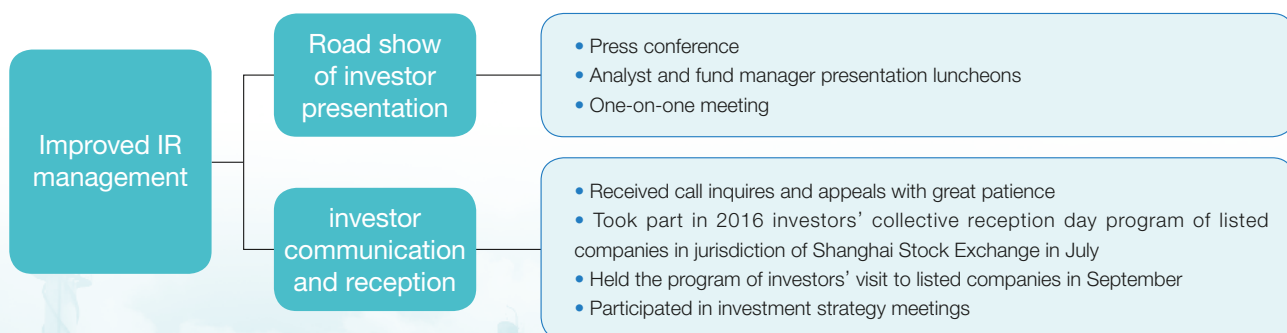 Improved IR
management
Road show
of investor
presentation
• Press conference
• Analyst and fund manager presentation luncheons
• One-on-one meeting
investor
communication
and reception
• Received call inquires and appeals with great patience
• Took part in 2016 investors’ collective reception day program of listed
companies in jurisdiction of Shanghai Stock Exchange in July
• Held the program of investors’ visit to listed companies in September
• Participated in investment strategy meetings